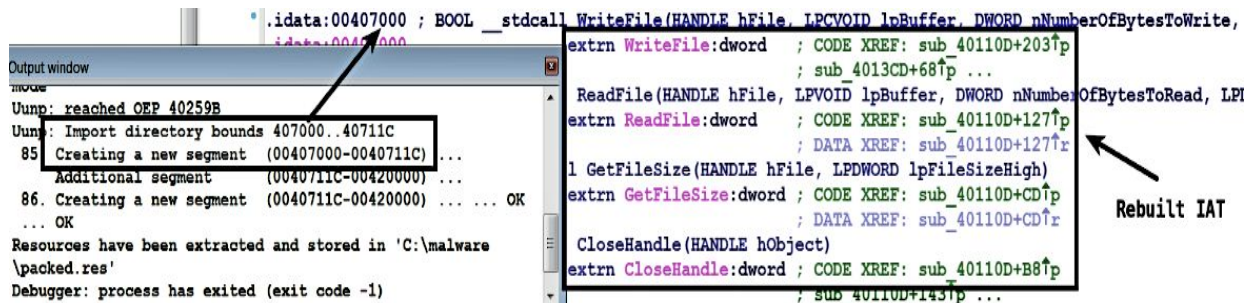 .idata:00407000 ; BOOL __stdcall WriteFile(HANDLE hFile, LPCVOID lpBuffer, DWORD nNumberOfBytesToWrite,
.idata:00407000
extrn WriteFile:dword ; CODE XREF: sub_40110D+203↑p
; sub_4013CD+68↑p ...
ReadFile(HANDLE hFile, LPVOID lpBuffer, DWORD nNumberOfBytesToRead,
extrn ReadFile:dword ; CODE XREF: sub_40110D+127↑p
; DATA XREF: sub_40110D+127↑r
l GetFileSize(HANDLE hFile, LPDWORD lpFileSizeHigh)
extrn GetFileSize:dword ; CODE XREF: sub_40110D+CD↑p
; DATA XREF: sub_40110D+CD↑r
CloseHandle(HANDLE hObject)
extrn CloseHandle:dword ; CODE XREF: sub_40110D+B8↑p
; sub_40110D+143↑p ...
Rebuilt IAT
Output window
mode
Uunp: reached OEP 40259B
Uunp: Import directory bounds 407000..40711C
85. Creating a new segment (00407000-0040711C) ...
Additional segment (0040711C-00420000) ...
86. Creating a new segment (0040711C-00420000) ... ... OK
... OK
Resources have been extracted and stored in 'C:\malware
\packed.res'
Debugger: process has exited (exit code -1)